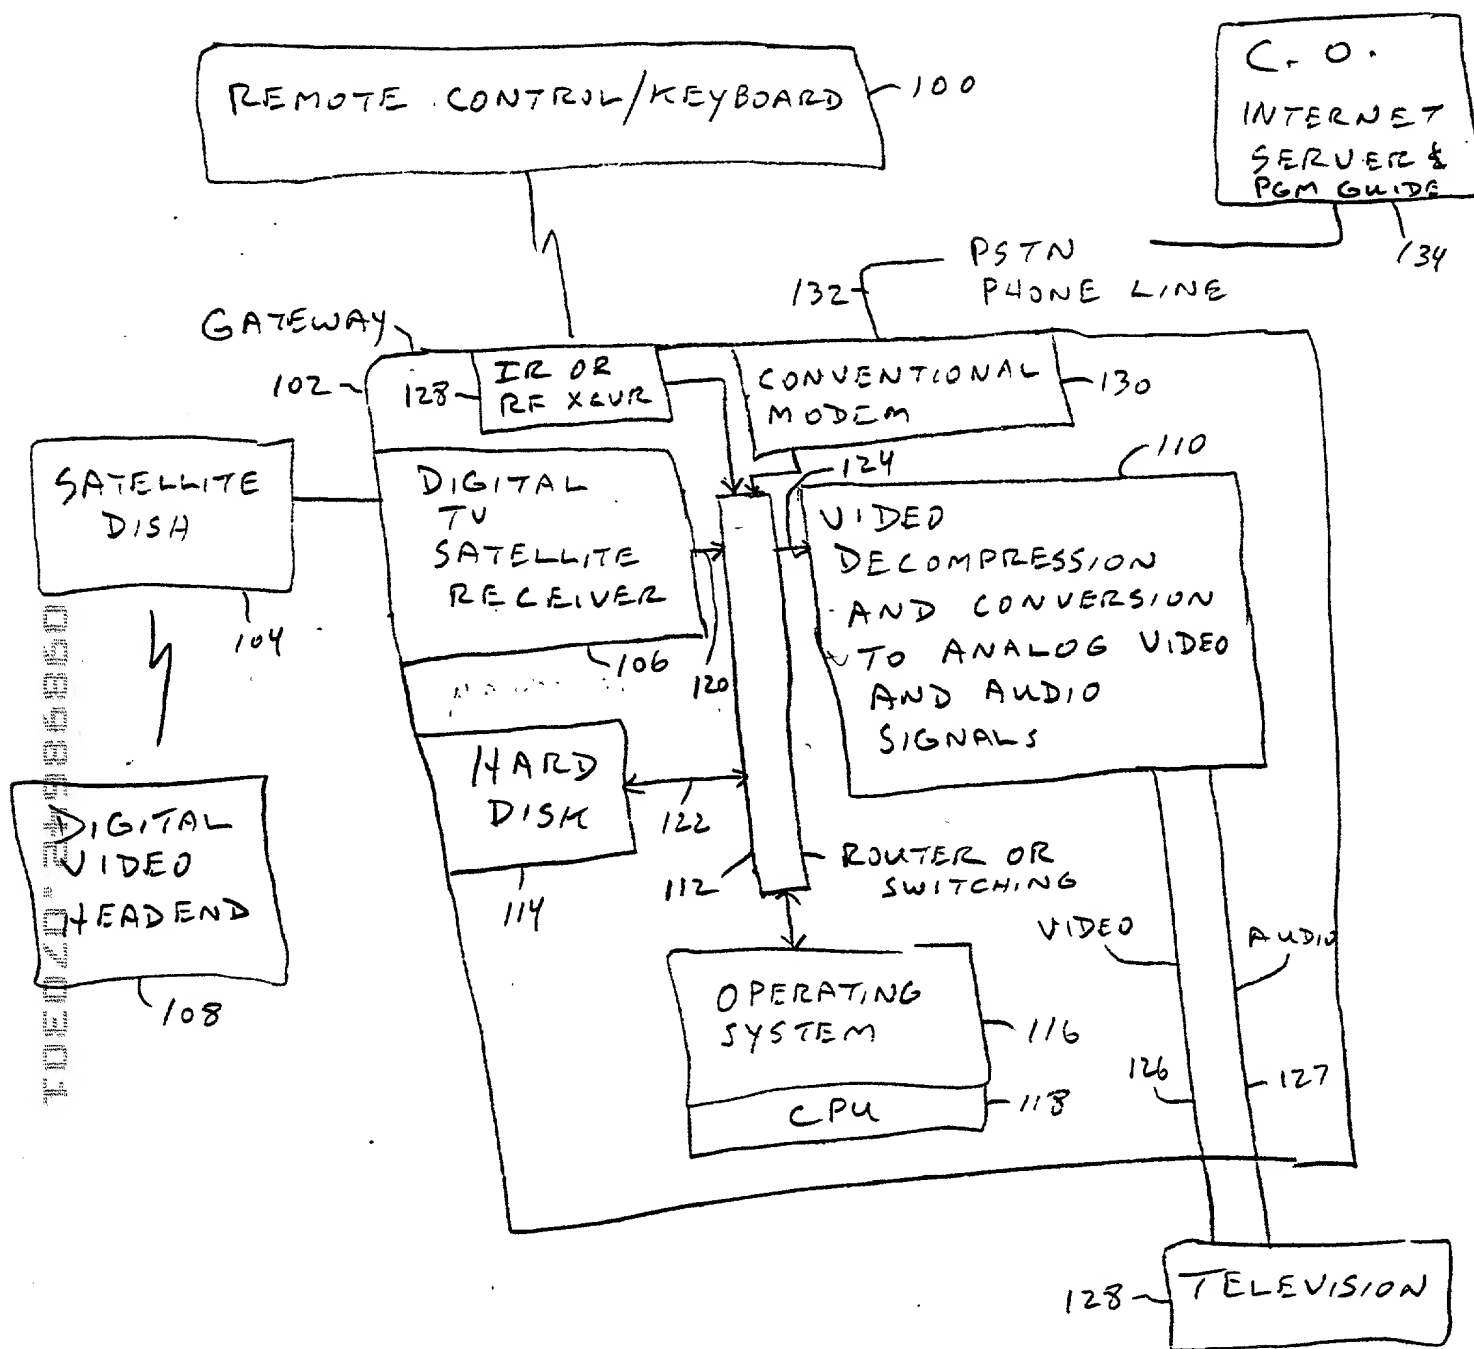 REMOTE CONTROL/KEYBOARD
100
C. O.
INTERNET
SERVER &
PGM GUIDE
134
PSTN
PHONE LINE
132
GATEWAY
102
128
IR OR
RF XCVR
CONVENTIONAL
MODEM
130
SATELLITE
DISH
104
DIGITAL
TV
SATELLITE
RECEIVER
106
120
124
110
VIDEO
DECOMPRESSION
AND CONVERSION
TO ANALOG VIDEO
AND AUDIO
SIGNALS
HARD
DISK
114
122
112
ROUTER OR
SWITCHING
DIGITAL
VIDEO
HEADEND
108
OPERATING
SYSTEM
116
CPU
118
VIDEO
AUDIO
126
127
128
TELEVISION